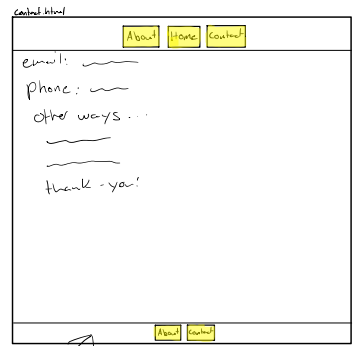 contact.html
About Home Contact
email:
phone:
other ways...
thank-you!
About Contact